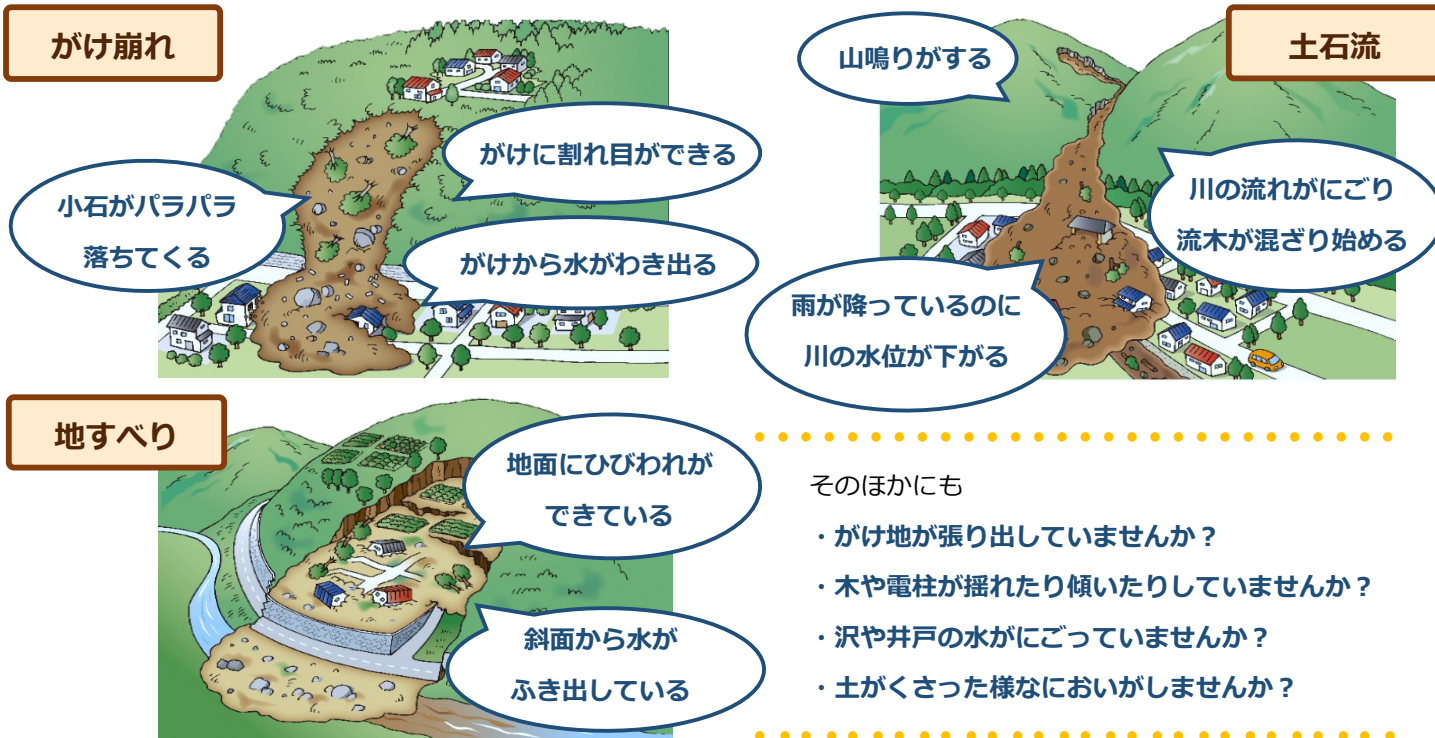 がけ崩れ
がけに割れ目ができる
小石がパラパラ
落ちてくる
がけから水がわき出る
土石流
山鳴りがする
川の流れがにごり
流木が混ざり始める
雨が降っているのに
川の水位が下がる
地すべり
地面にひびわれが
できている
斜面から水が
ふき出している
そのほかにも
・がけ地が張り出していませんか？
・木や電柱が揺れたり傾いたりしていませんか？
・沢や井戸の水がにごっていませんか？
・土がくさった様なにおいがしませんか？